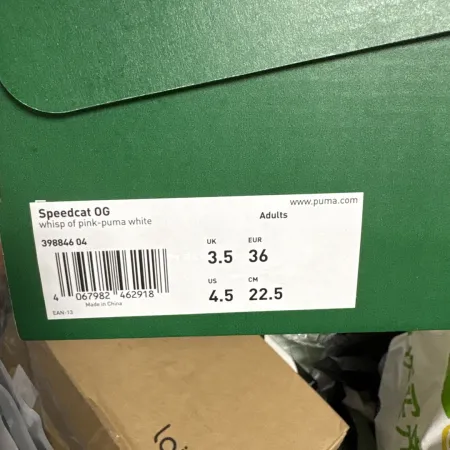 www.puma.com
Speedcat OG
whisp of pink-puma white
Adults
398846 04
UK 3.5 EUR 36
US 4.5 CM 22.5
4 067982 462918
Made in China
EAN-13